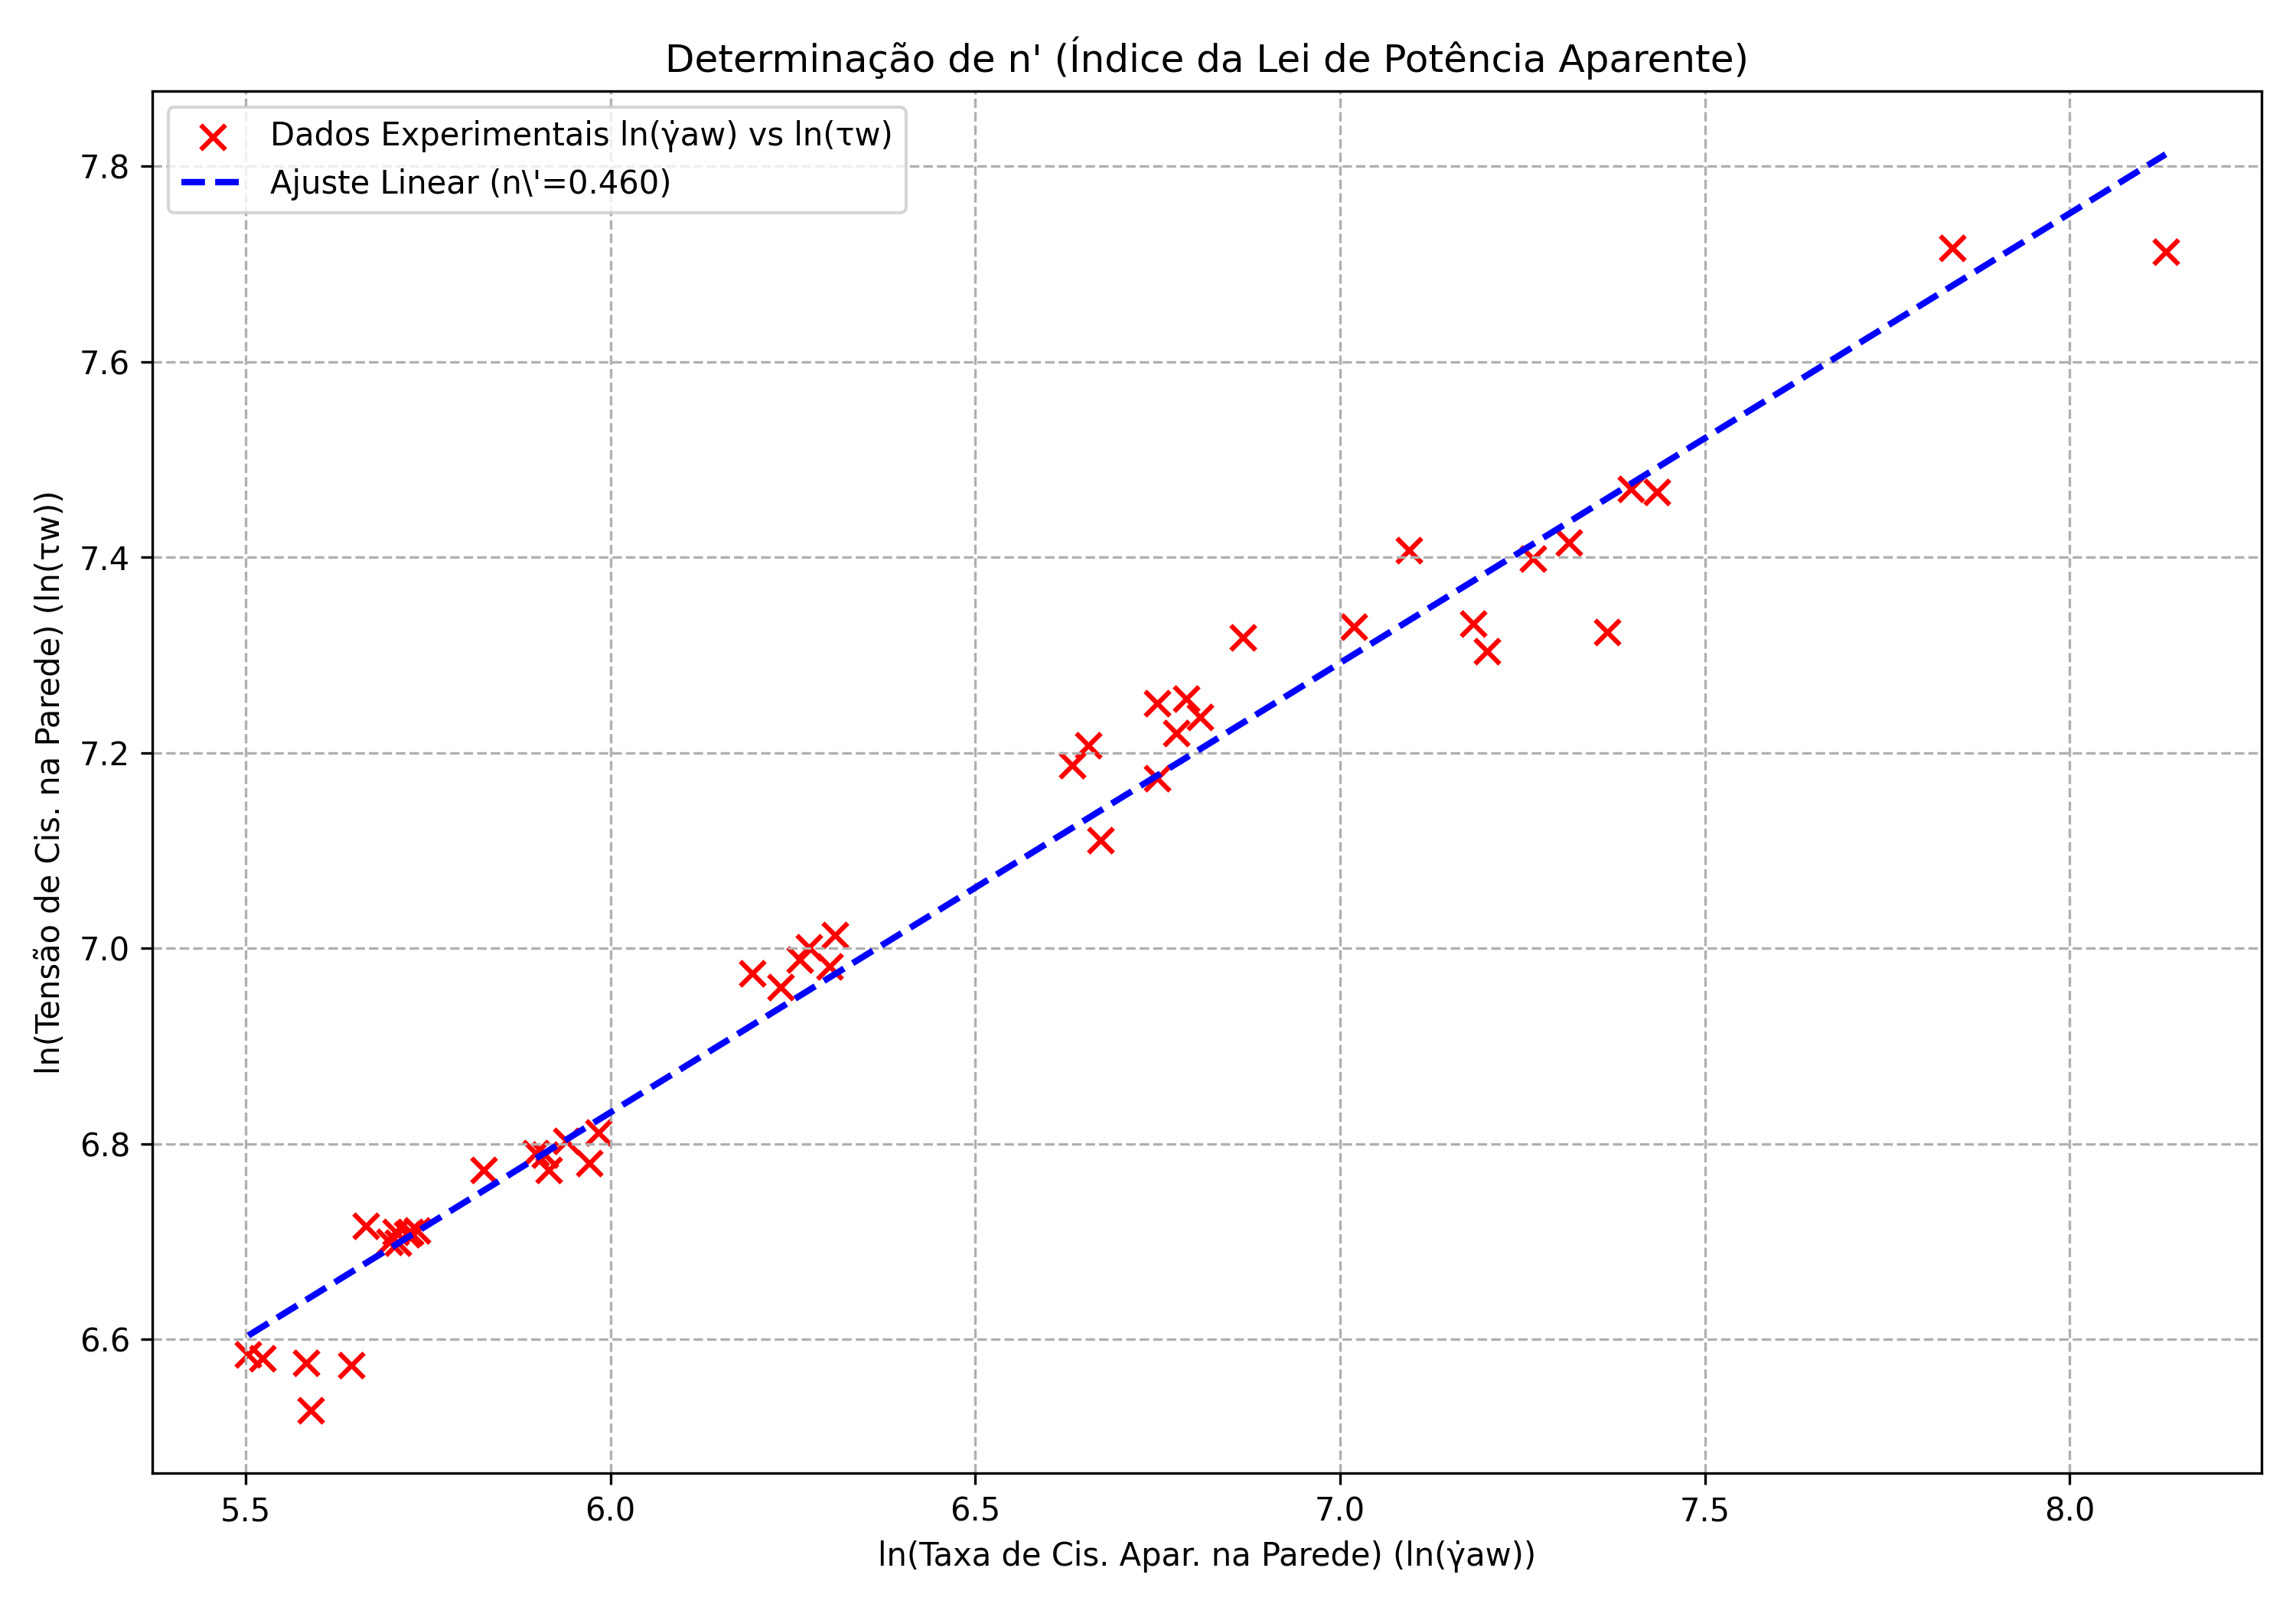 Determinação de n' (Índice da Lei de Potência Aparente)
Dados Experimentais ln(γ̇aw) vs ln(τw)
Ajuste Linear (n\'=0.460)
ln(Tensão de Cis. na Parede) (ln(τw))
7.8
7.6
7.4
7.2
7.0
6.8
6.6
5.5 6.0 6.5 7.0 7.5 8.0
ln(Taxa de Cis. Apar. na Parede) (ln(γ̇aw))